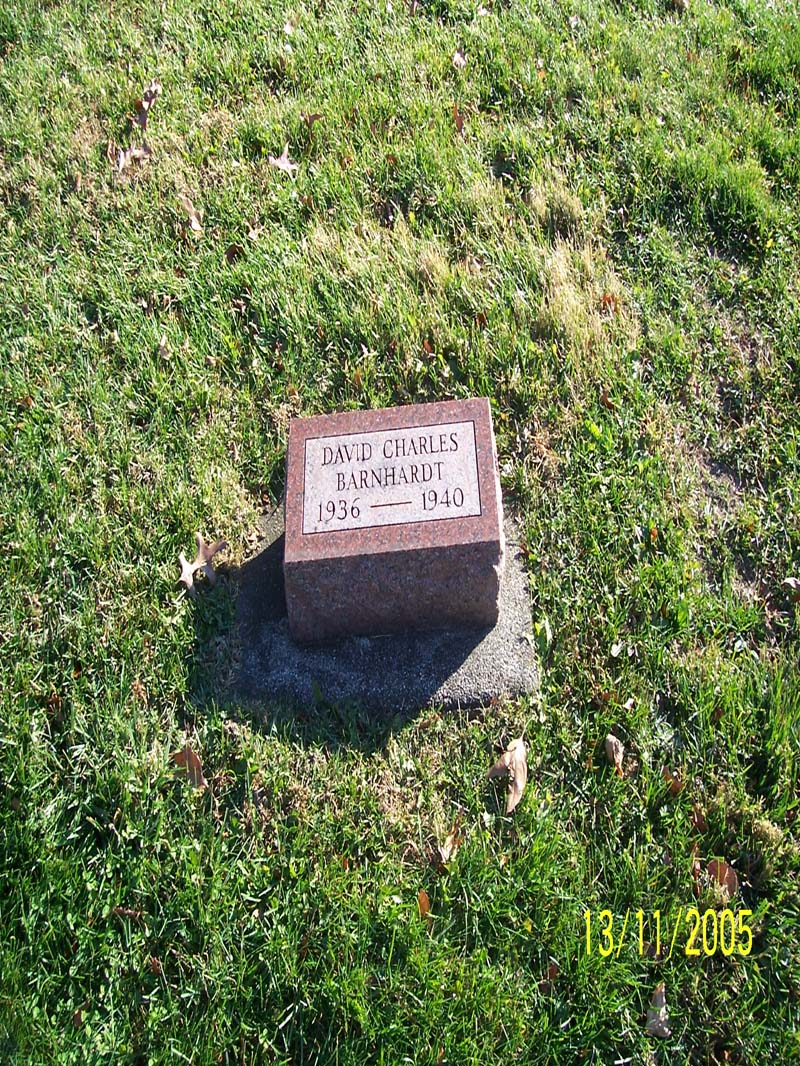 DAVID CHARLES
BARNHARDT
1936 — 1940
13/11/2005